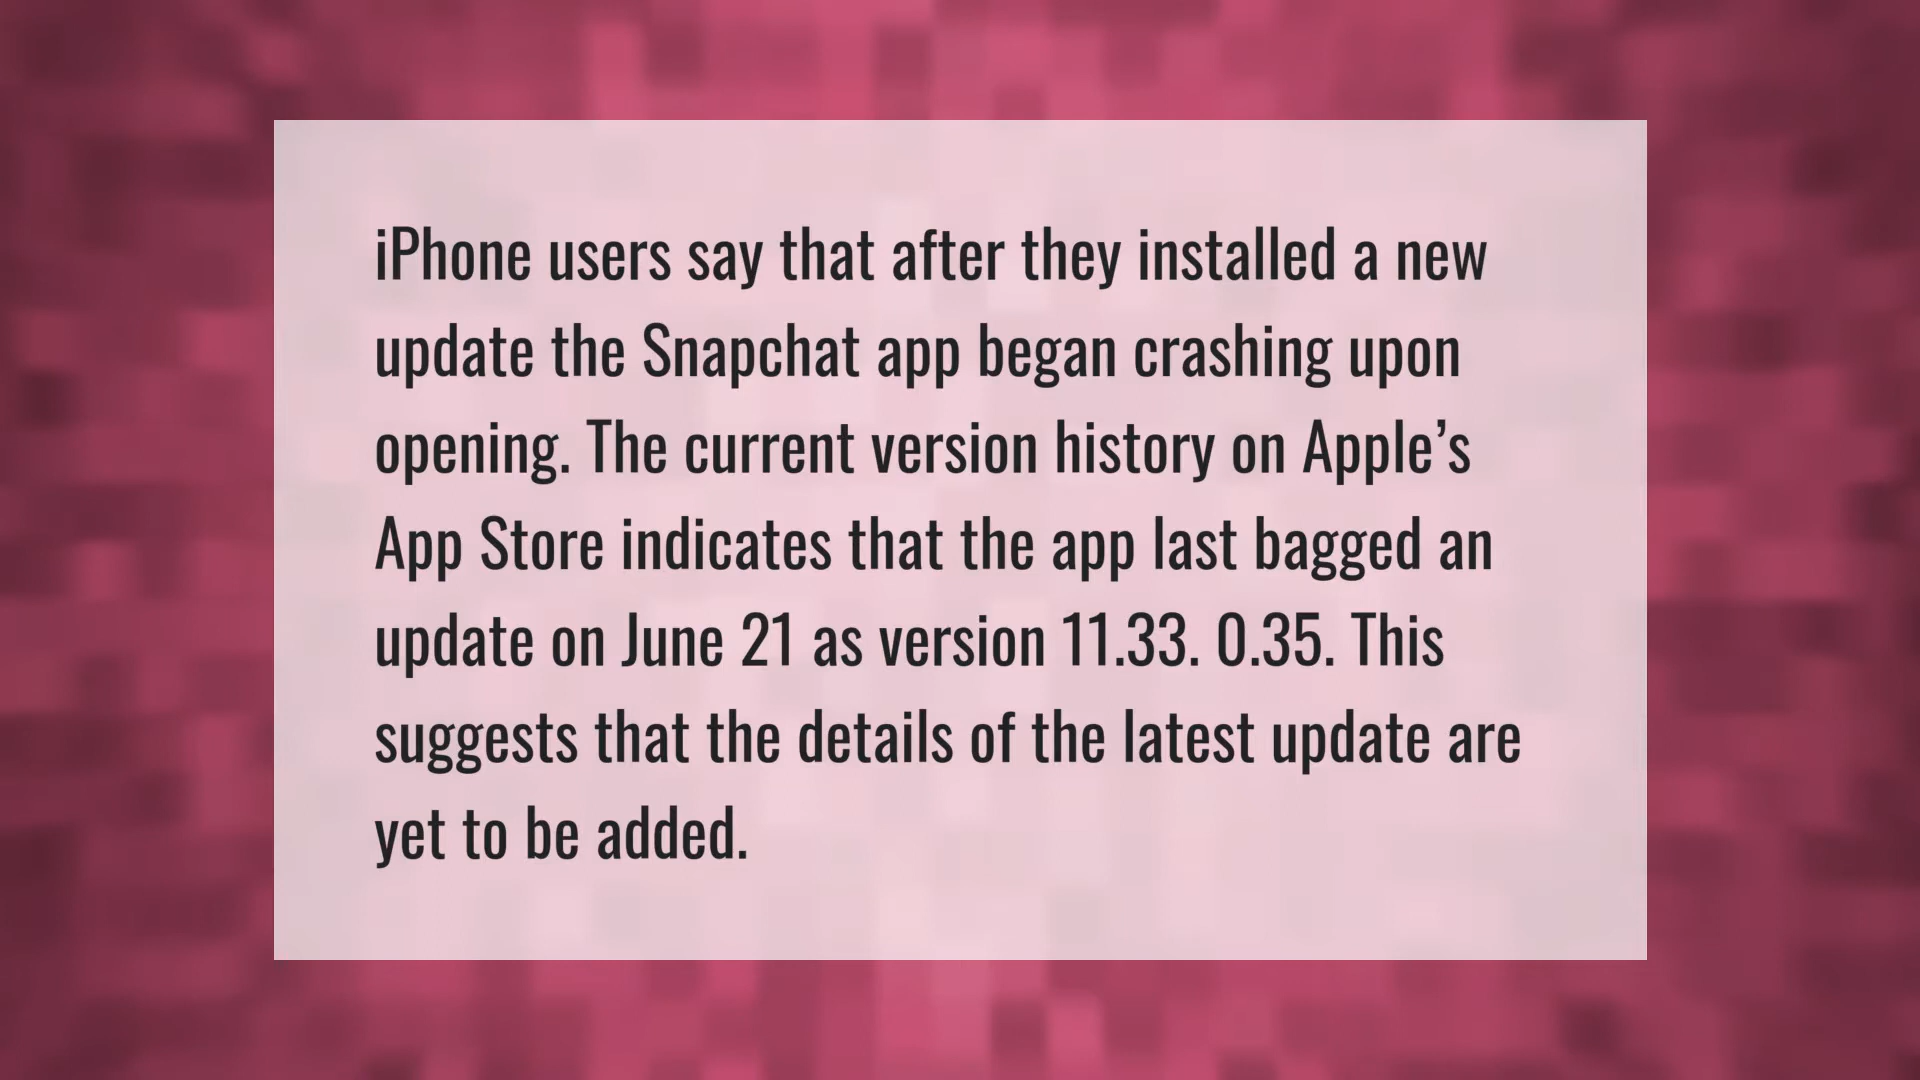 iPhone users say that after they installed a new
update the Snapchat app began crashing upon
opening. The current version history on Apple’s
App Store indicates that the app last bagged an
update on June 21 as version 11.33. 0.35. This
suggests that the details of the latest update are
yet to be added.